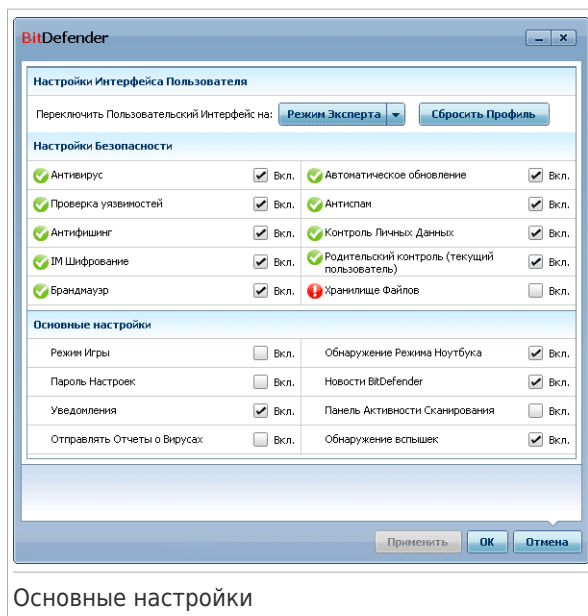 BitDefender
Настройки Интерфейса Пользователя
Переключить Пользовательский Интерфейс на: Режим Эксперта Сбросить Профиль
Настройки Безопасности
Антивирус Вкл. Автоматическое обновление Вкл.
Проверка уязвимостей Вкл. Антиспам Вкл.
Антифишинг Вкл. Контроль Личных Данных Вкл.
IM Шифрование Вкл. Родительский контроль (текущий
пользователь) Вкл.
Брандмауэр Вкл. Хранилище Файлов Вкл.
Основные настройки
Режим Игры Вкл. Обнаружение Режима Ноутбука Вкл.
Пароль Настроек Вкл. Новости BitDefender Вкл.
Уведомления Вкл. Панель Активности Сканирования Вкл.
Отправлять Отчеты о Вирусах Вкл. Обнаружение вспышек Вкл.
Применить OK Отмена
Основные настройки